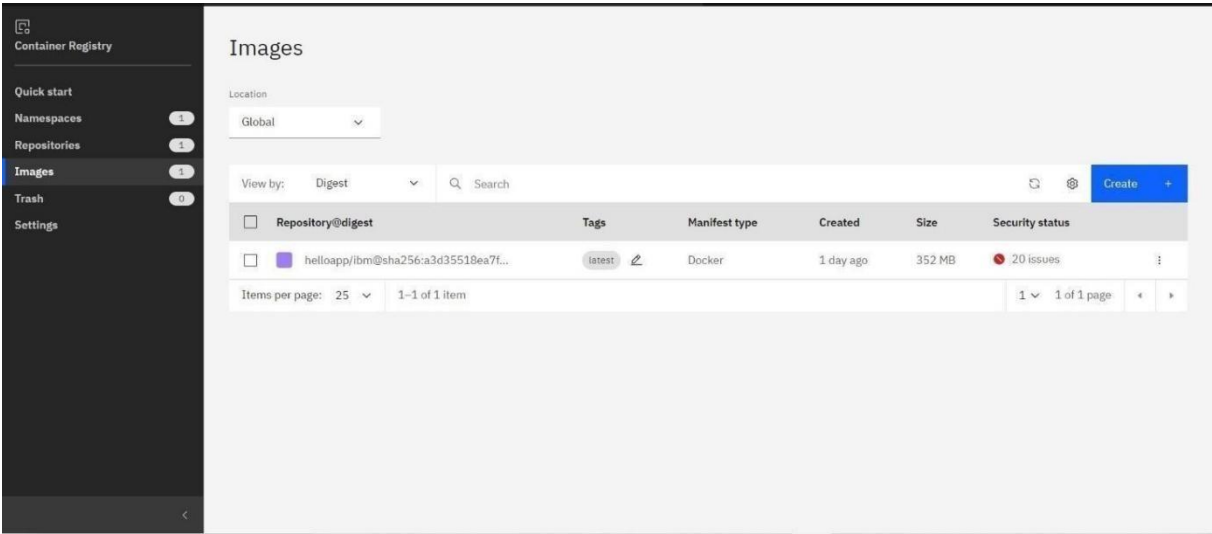 Container Registry
Quick start
Namespaces 1
Repositories 1
Images 1
Trash 0
Settings
Images
Location
Global
View by: Digest Search Create +
Repository@digest Tags Manifest type Created Size Security status
helloapp/ibm@sha256:a3d35518ea7f... latest Docker 1 day ago 352 MB 20 issues
Items per page: 25 1–1 of 1 item 1 1 of 1 page